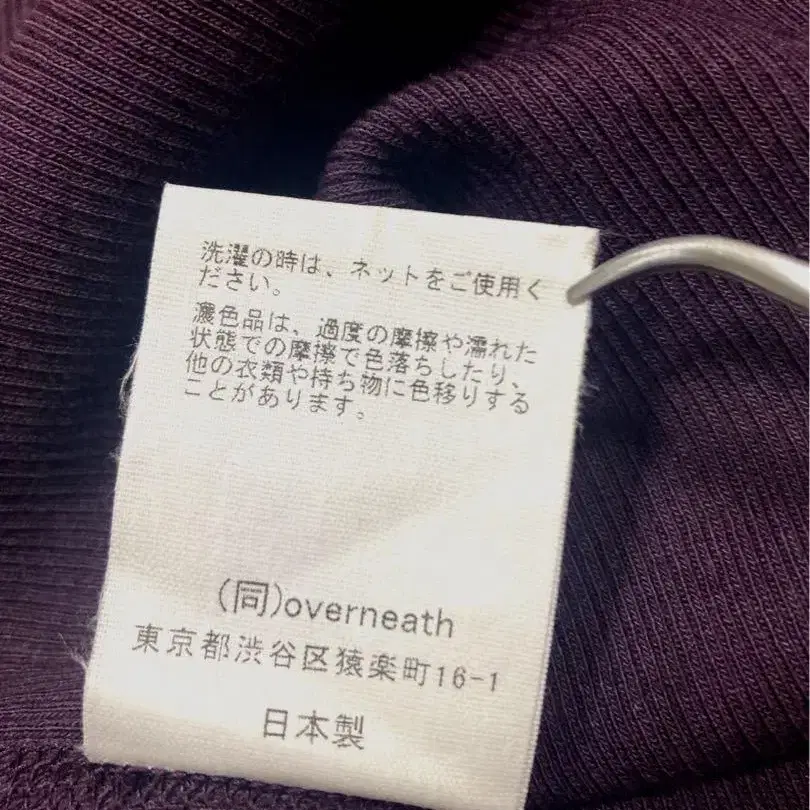 洗濯の時は、ネットをご使用く
ださい。
濃色品は、過度の摩擦や濡れた
状態での摩擦で色落ちしたり、
他の衣類や持ち物に色移りする
ことがあります。
(同)overneath
東京都渋谷区猿楽町16-1
日本製